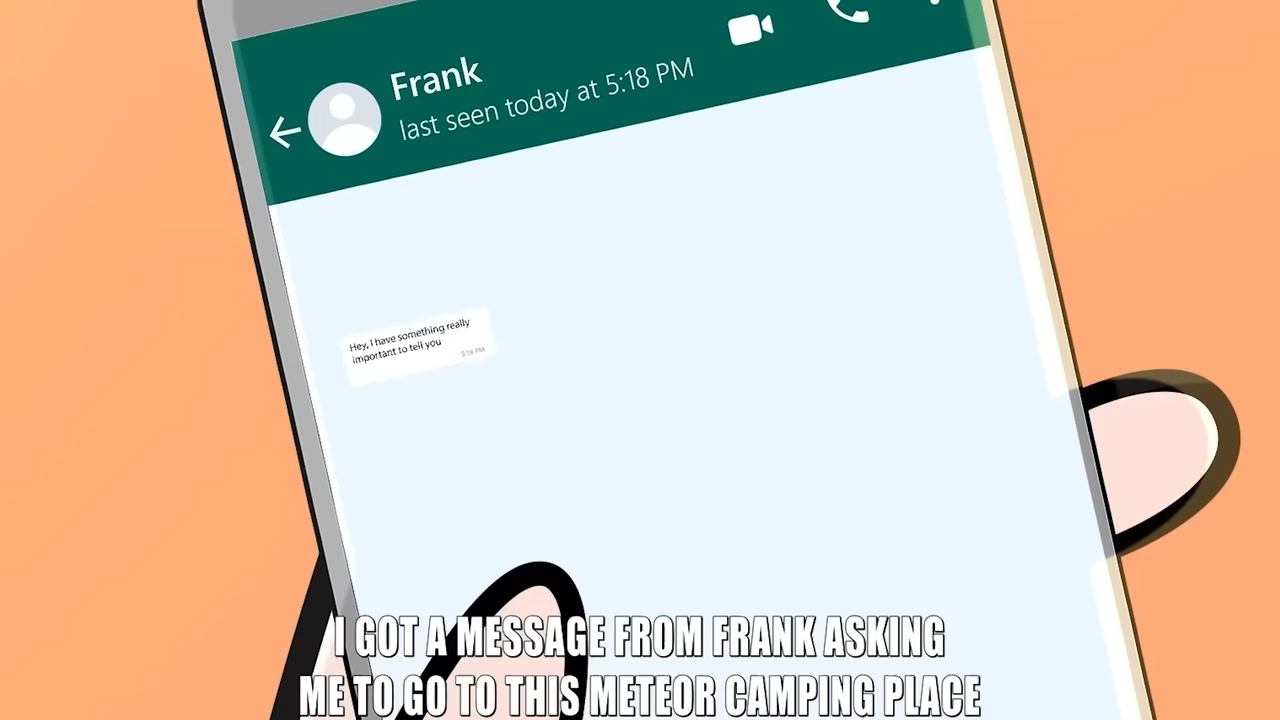 Frank
last seen today at 5:18 PM
Hey, I have something really
important to tell you
5:18 PM
I GOT A MESSAGE FROM FRANK ASKING
ME TO GO TO THIS METEOR CAMPING PLACE